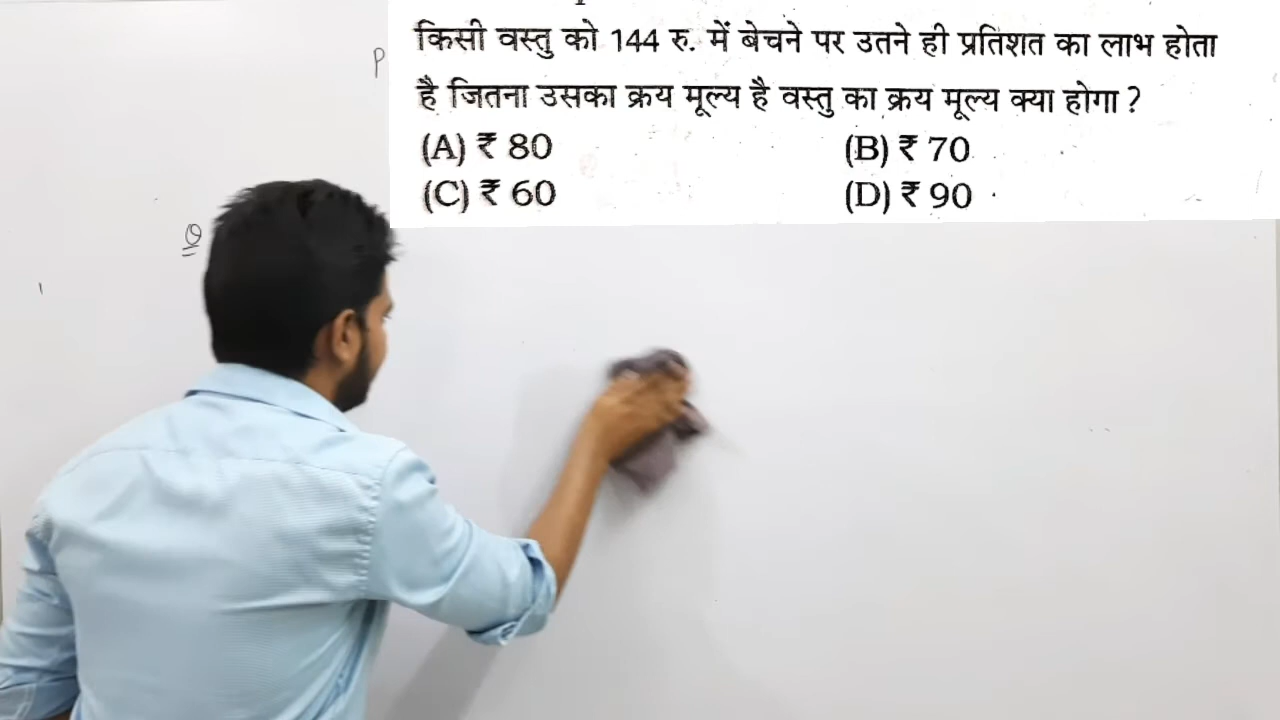 किसी वस्तु को 144 रु. में बेचने पर उतने ही प्रतिशत का लाभ होता
है जितना उसका क्रय मूल्य है वस्तु का क्रय मूल्य क्या होगा ?
(A) ₹ 80 (B) ₹ 70
(C) ₹ 60 (D) ₹ 90
P
Q